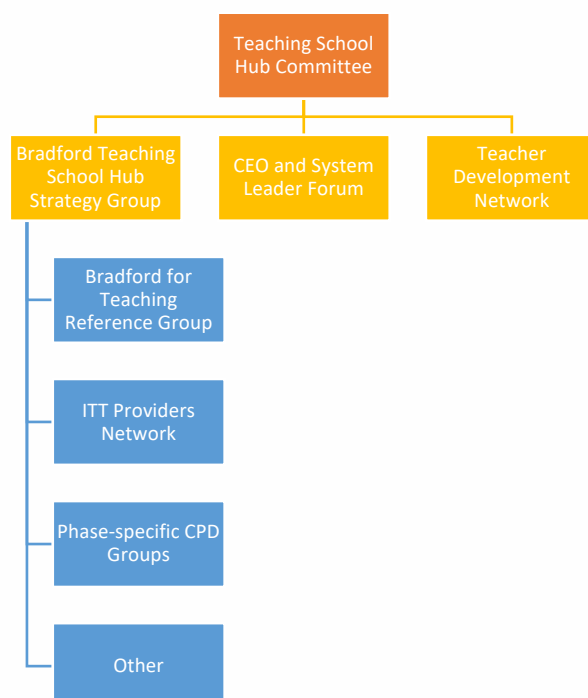 Teaching School
Hub Committee
Bradford Teaching
School Hub
Strategy Group
CEO and System
Leader Forum
Teacher
Development
Network
Bradford for
Teaching
Reference Group
ITT Providers
Network
Phase-specific CPD
Groups
Other